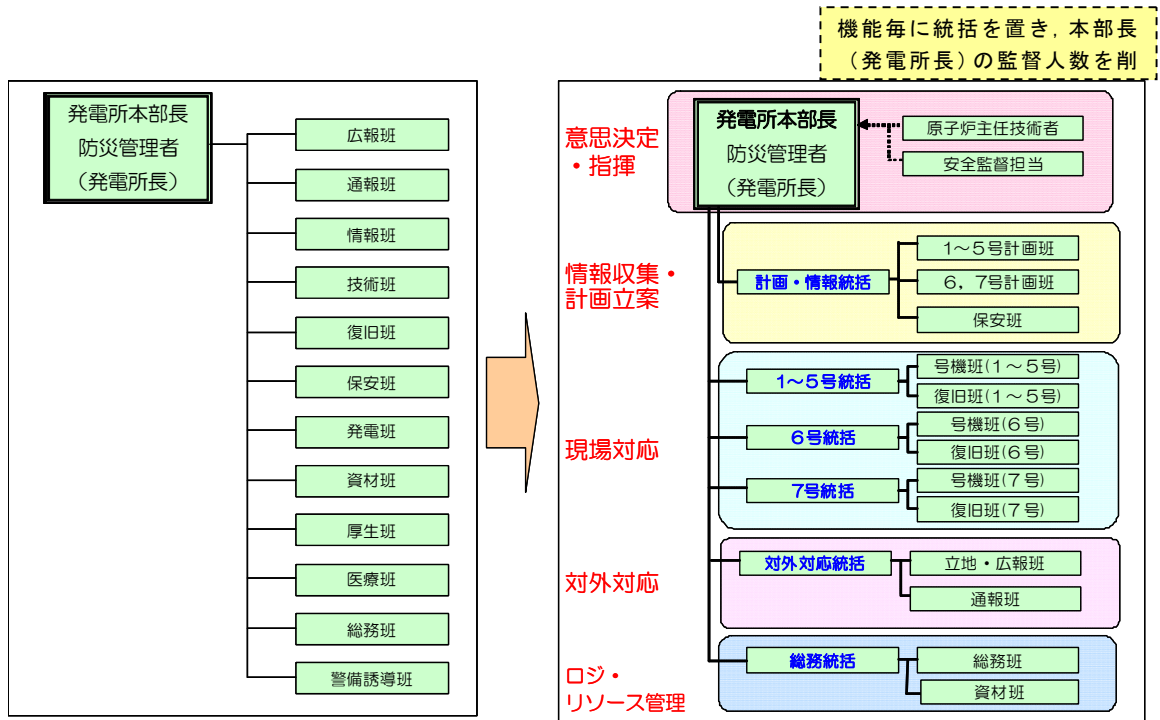 機能毎に統括を置き，本部長
（発電所長）の監督人数を削
発電所本部長
防災管理者
（発電所長）
広報班
通報班
情報班
技術班
復旧班
保安班
発電班
資材班
厚生班
医療班
総務班
警備誘導班
意思決定
・指揮
発電所本部長
防災管理者
（発電所長）
原子炉主任技術者
安全監督担当
情報収集・
計画立案
計画・情報統括
1～5号計画班
6，7号計画班
保安班
現場対応
1～5号統括
号機班(1～5号)
復旧班(1～5号)
6号統括
号機班(6号)
復旧班(6号)
7号統括
号機班(7号)
復旧班(7号)
対外対応
対外対応統括
立地・広報班
通報班
ロジ・
リソース管理
総務統括
総務班
資材班